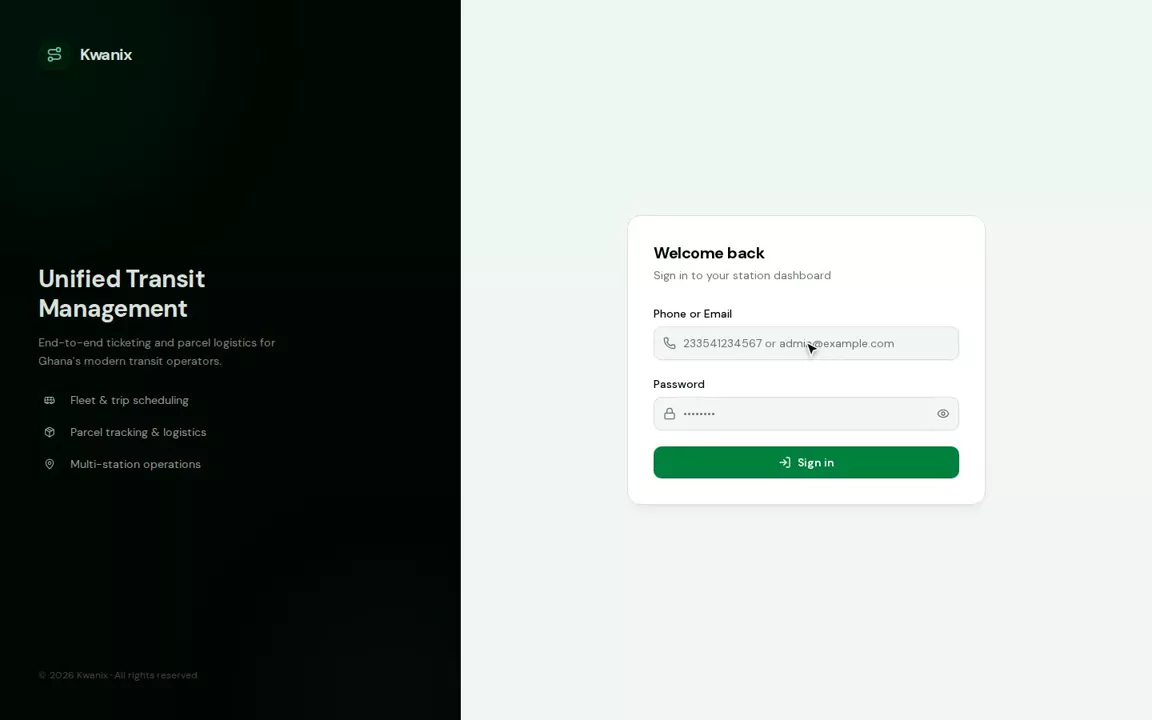 Kwanix
Unified Transit
Management
End-to-end ticketing and parcel logistics for
Ghana's modern transit operators.
Fleet & trip scheduling
Parcel tracking & logistics
Multi-station operations
© 2026 Kwanix · All rights reserved
Welcome back
Sign in to your station dashboard
Phone or Email
233541234567 or admin@example.com
Password
••••••••
Sign in